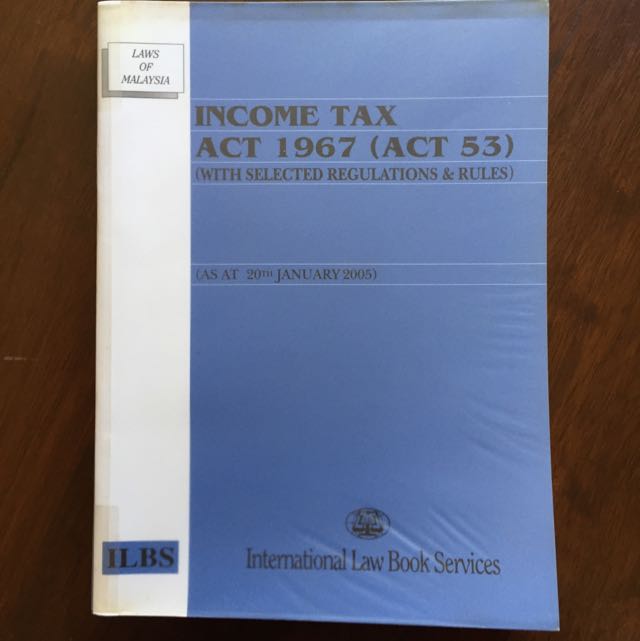 LAWS
OF
MALAYSIA
INCOME TAX
ACT 1967 (ACT 53)
(WITH SELECTED REGULATIONS & RULES)
(AS AT 20TH JANUARY 2005)
ILBS
International Law Book Services